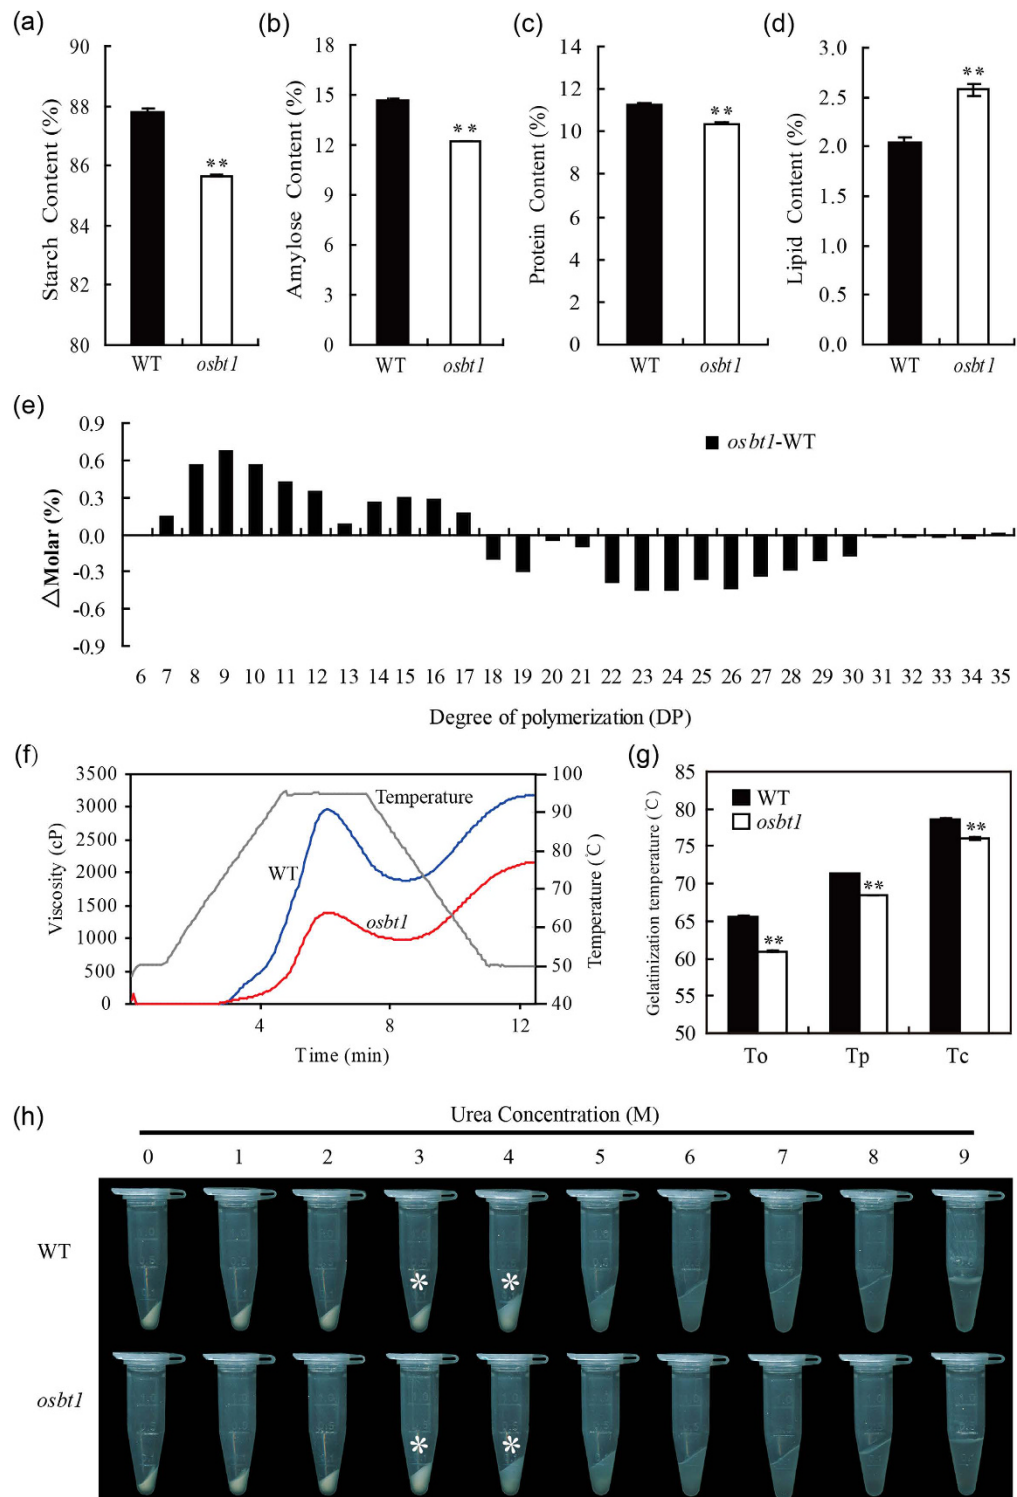 (a)
90
88
86
84
82
80
Starch Content (%)
**
WT osbt1
(b)
18
15
12
9
6
3
0
Amylose Content (%)
**
WT osbt1
(c)
14
12
10
8
6
4
2
0
Protein Content (%)
**
WT osbt1
(d)
3.0
2.5
2.0
1.5
1.0
0.5
0.0
Lipid Content (%)
**
WT osbt1
(e)
0.9
0.6
0.3
0.0
-0.3
-0.6
-0.9
△Molar (%)
osbt1-WT
6 7 8 9 10 11 12 13 14 15 16 17 18 19 20 21 22 23 24 25 26 27 28 29 30 31 32 33 34 35
Degree of polymerization (DP)
(f)
3500
3000
2500
2000
1500
1000
500
0
Viscosity (cP)
Temperature
WT
osbt1
100
90
80
70
60
50
40
Temperature (℃)
4 8 12
Time (min)
(g)
85
80
75
70
65
60
55
50
Gelatinization temperature (℃)
WT
osbt1
**
**
**
To Tp Tc
(h)
Urea Concentration (M)
0 1 2 3 4 5 6 7 8 9
WT
* *
osbt1
* *